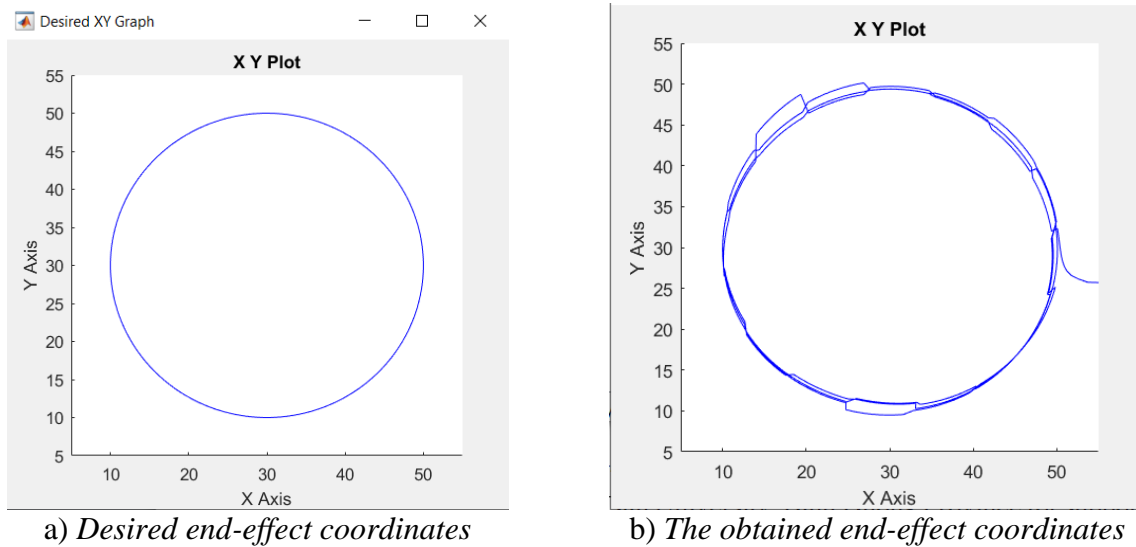 Desired XY Graph
X Y Plot
55
50
45
40
35
30
25
20
15
10
5
Y Axis
10 20 30 40 50
X Axis
a) Desired end-effect coordinates
X Y Plot
55
50
45
40
35
30
25
20
15
10
5
Y Axis
10 20 30 40 50
X Axis
b) The obtained end-effect coordinates